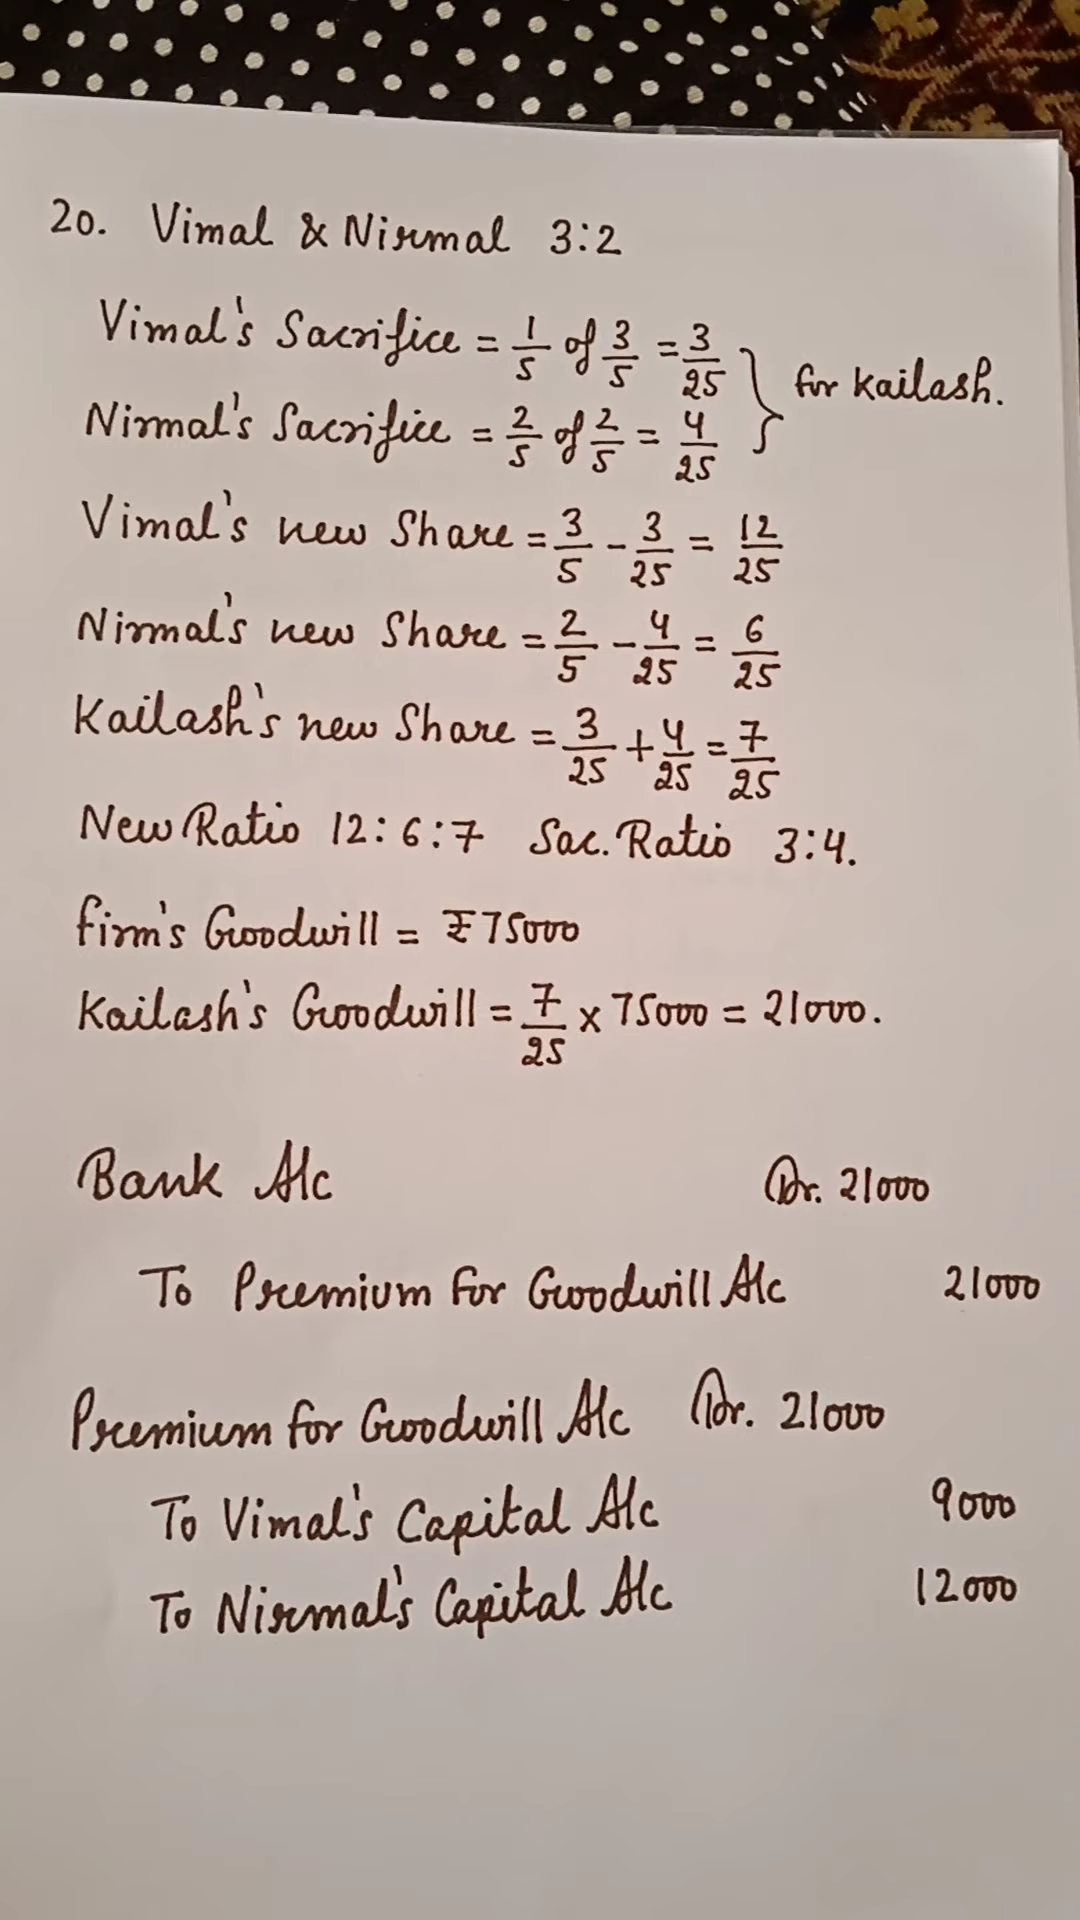 20. Vimal & Nirmal 3:2
Vimal's Sacrifice = 1/5 of 3/5 = 3/25 } for Kailash.
Nirmal's Sacrifice = 2/5 of 2/5 = 4/25
Vimal's new Share = 3/5 - 3/25 = 12/25
Nirmal's new Share = 2/5 - 4/25 = 6/25
Kailash's new Share = 3/25 + 4/25 = 7/25
New Ratio 12:6:7 Sac. Ratio 3:4.
firm's Goodwill = ₹75000
Kailash's Goodwill = 7/25 x 75000 = 21000.
Bank A/c Dr. 21000
To Premium for Goodwill A/c 21000
Premium for Goodwill A/c Dr. 21000
To Vimal's Capital A/c 9000
To Nirmal's Capital A/c 12000